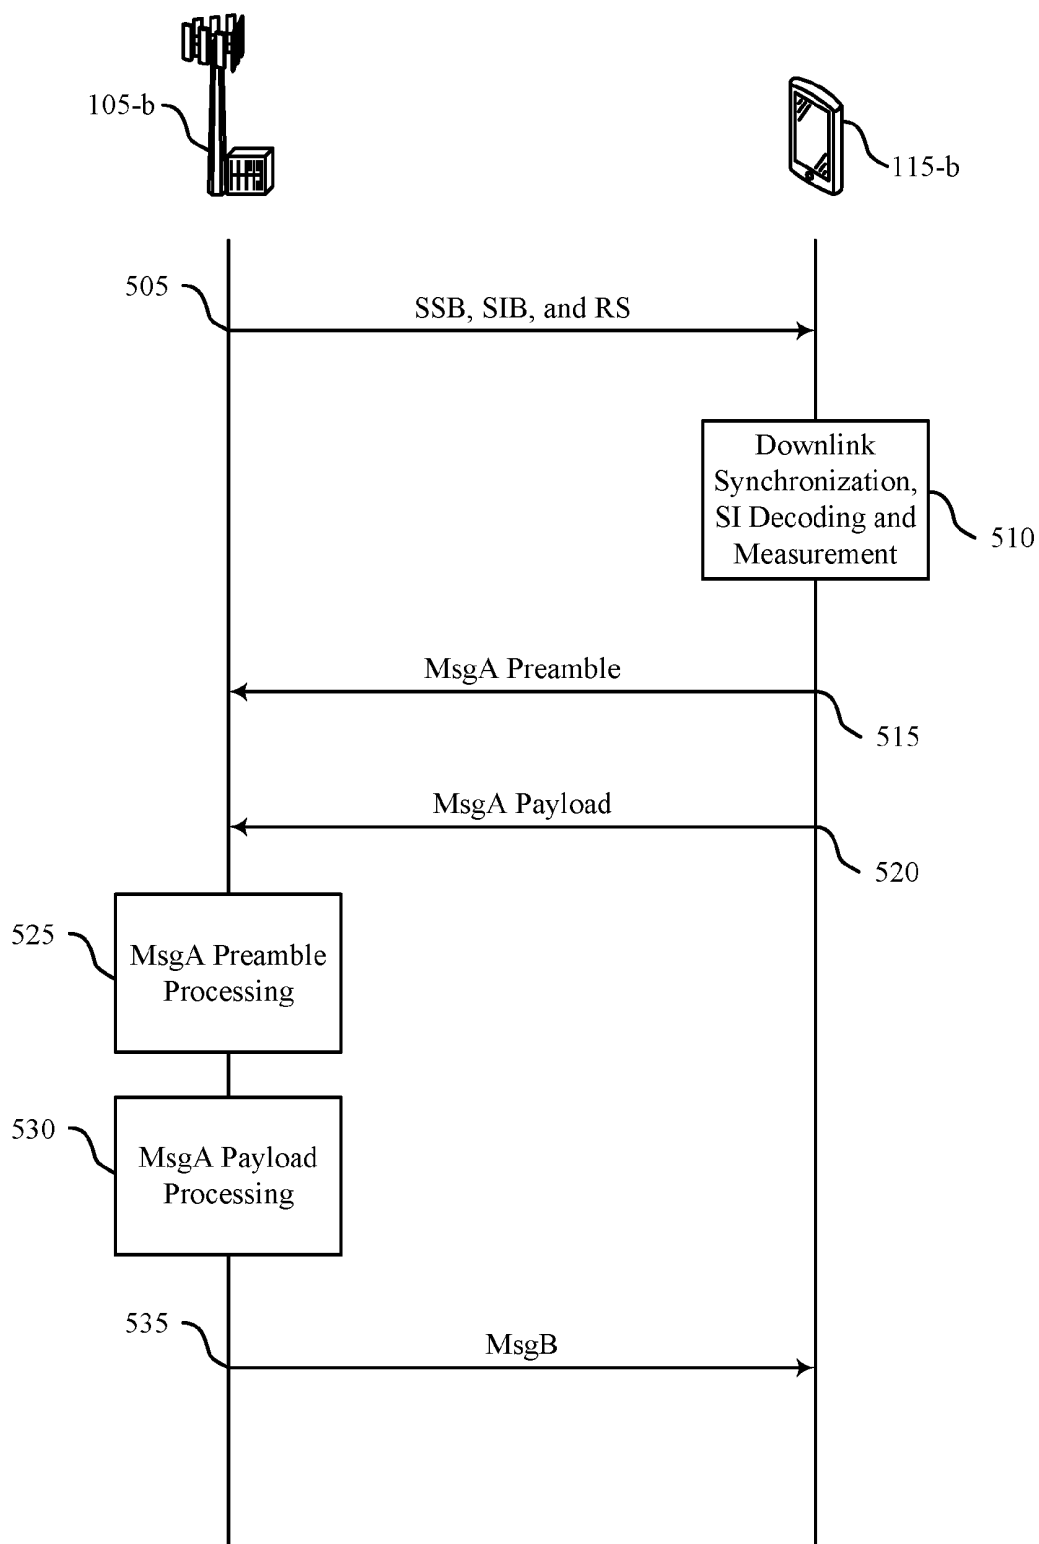 105-b
115-b
505
SSB, SIB, and RS
Downlink
Synchronization,
SI Decoding and
Measurement
510
MsgA Preamble
515
MsgA Payload
520
525
MsgA Preamble
Processing
530
MsgA Payload
Processing
535
MsgB